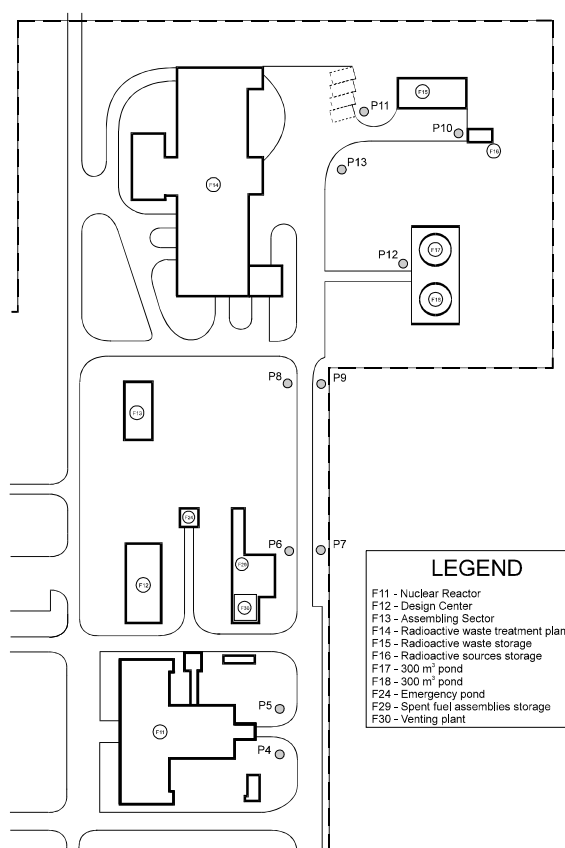 F15
P11
P10
F16
P13
F14
P12
F17
F18
P8
P9
F13
F24
P6
P7
F29
F12
F30
LEGEND
F11 - Nuclear Reactor
F12 - Design Center
F13 - Assembling Sector
F14 - Radioactive waste treatment plan
F15 - Radioactive waste storage
F16 - Radioactive sources storage
F17 - 300 m³ pond
F18 - 300 m³ pond
F24 - Emergency pond
F29 - Spent fuel assemblies storage
F30 - Venting plant
P5
F11
P4